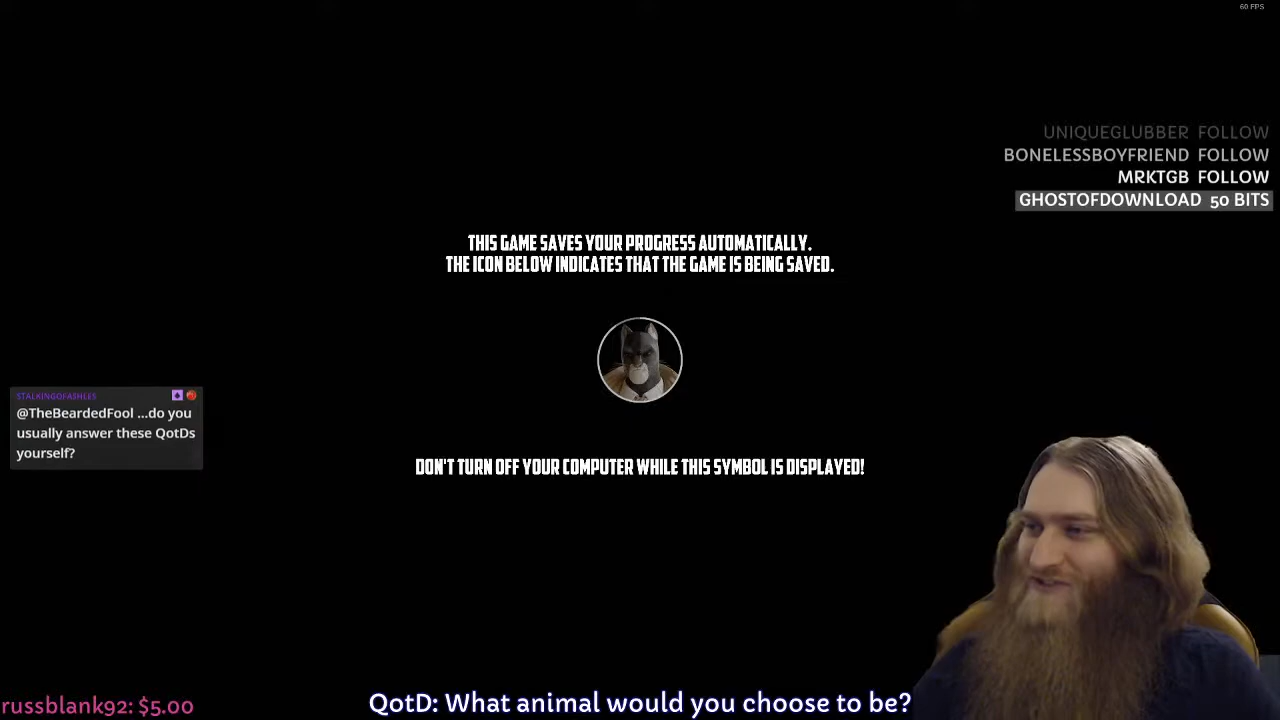 60 FPS
UNIQUEGLUBBER FOLLOW
BONELESSBOYFRIEND FOLLOW
MRKTGB FOLLOW
GHOSTOFDOWNLOAD 50 BITS
THIS GAME SAVES YOUR PROGRESS AUTOMATICALLY.
THE ICON BELOW INDICATES THAT THE GAME IS BEING SAVED.
STALKINGOFASHLES
@TheBeardedFool ...do you
usually answer these QotDs
yourself?
DON'T TURN OFF YOUR COMPUTER WHILE THIS SYMBOL IS DISPLAYED!
russblank92: $5.00
QotD: What animal would you choose to be?